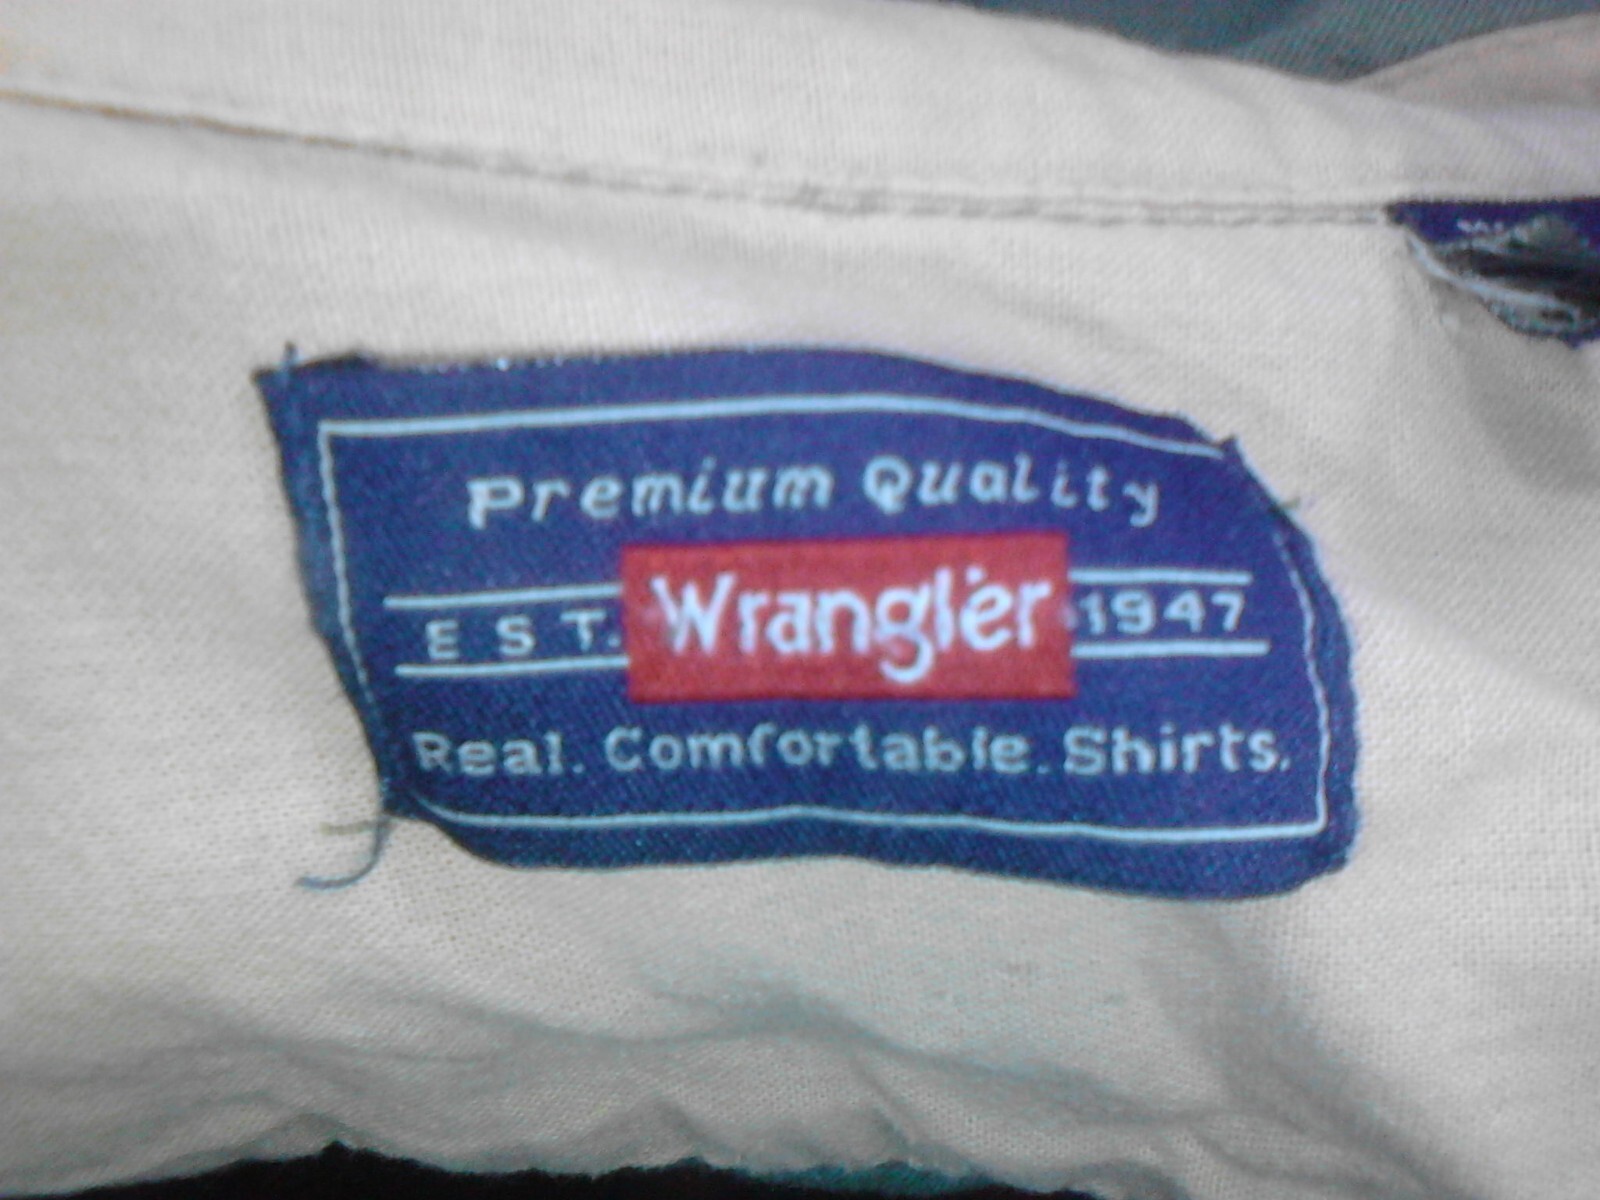 Premium Quality
EST. Wrangler 1947
Real. Comfortable. Shirts.